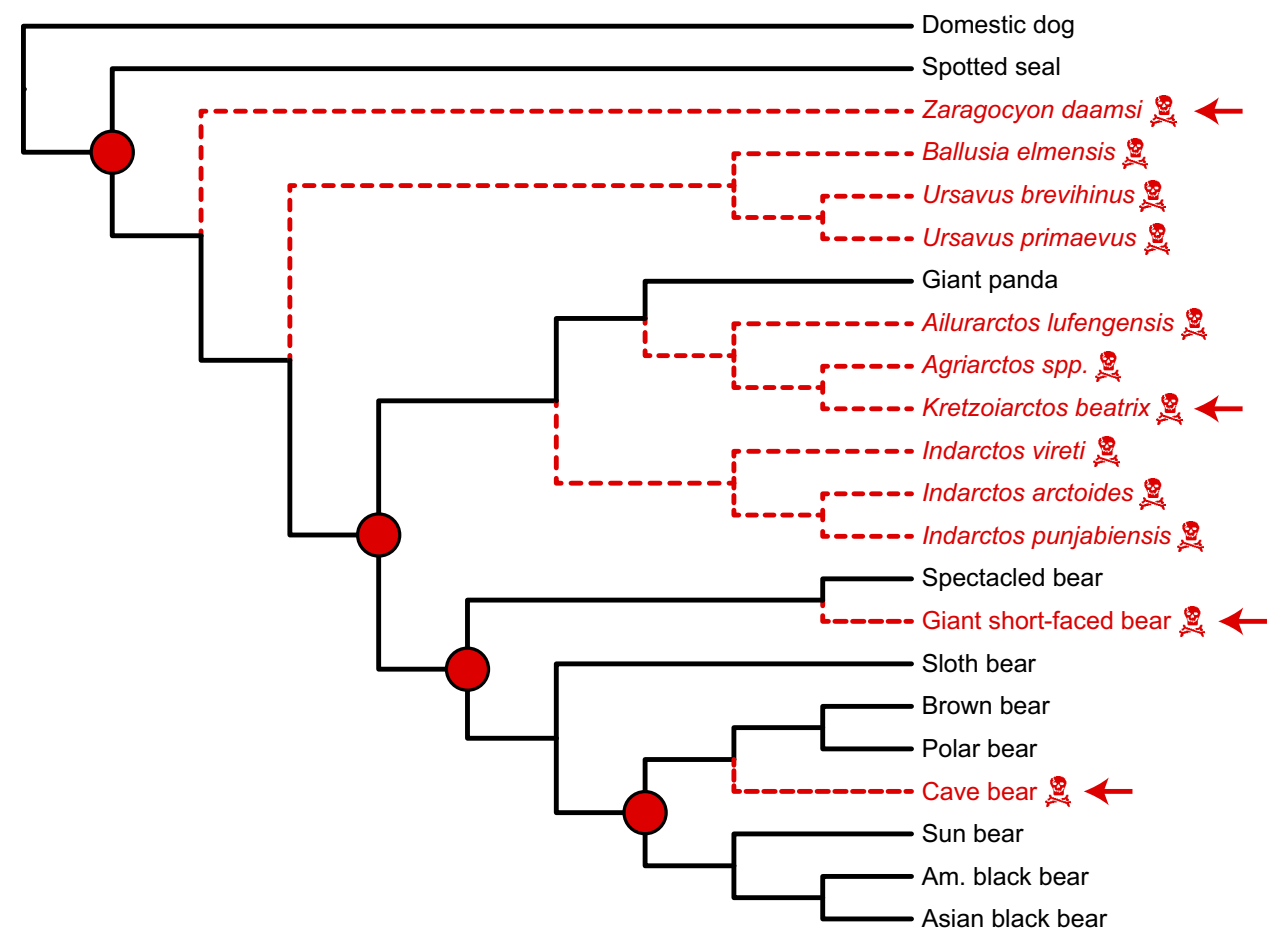 Domestic dog
Spotted seal
Zaragocyon daamsi
Ballusia elmensis
Ursavus brevihinus
Ursavus primaevus
Giant panda
Ailurarctos lufengensis
Agriarctos spp.
Kretzoiarctos beatrix
Indarctos vireti
Indarctos arctoides
Indarctos punjabiensis
Spectacled bear
Giant short-faced bear
Sloth bear
Brown bear
Polar bear
Cave bear
Sun bear
Am. black bear
Asian black bear